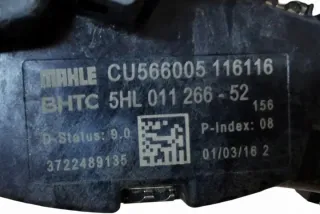 MAHLE CU566005 116116
BHTC 5HL 011 266-52
156
D-Status: 9.0 P-Index: 08
3722489135 01/03/16 2